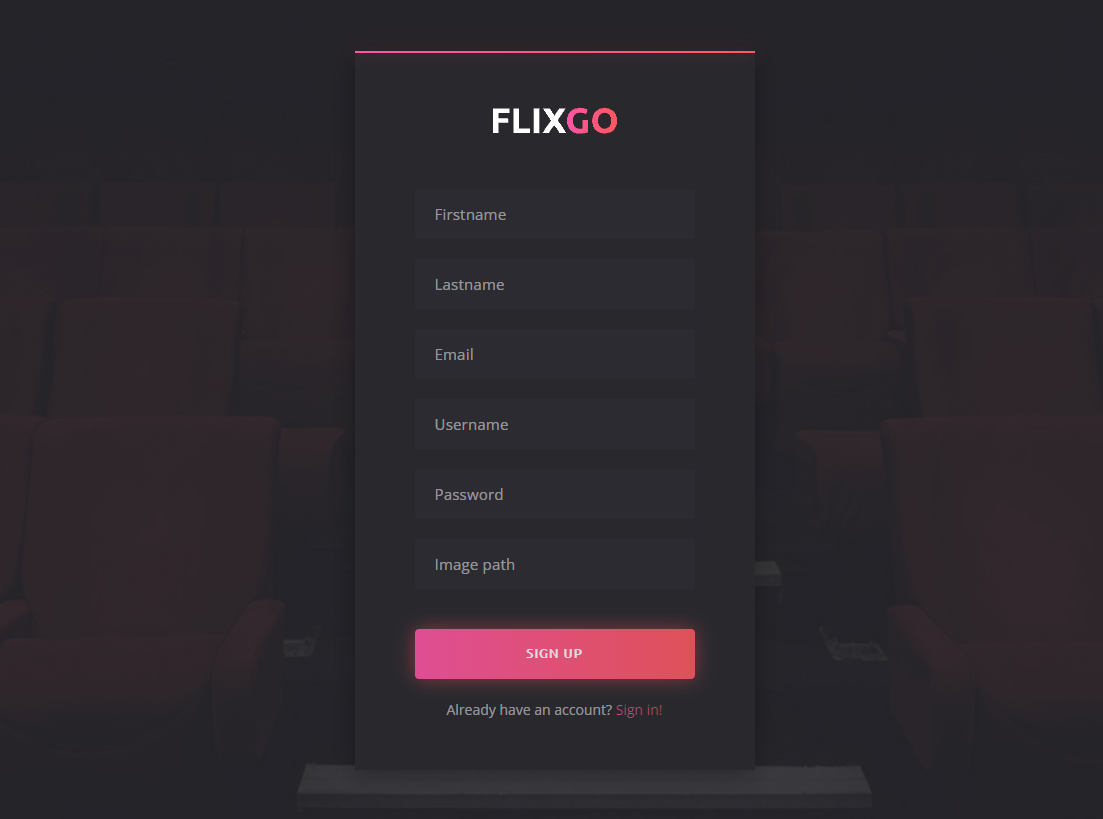 FLIXGO
Firstname
Lastname
Email
Username
Password
Image path
SIGN UP
Already have an account? Sign in!